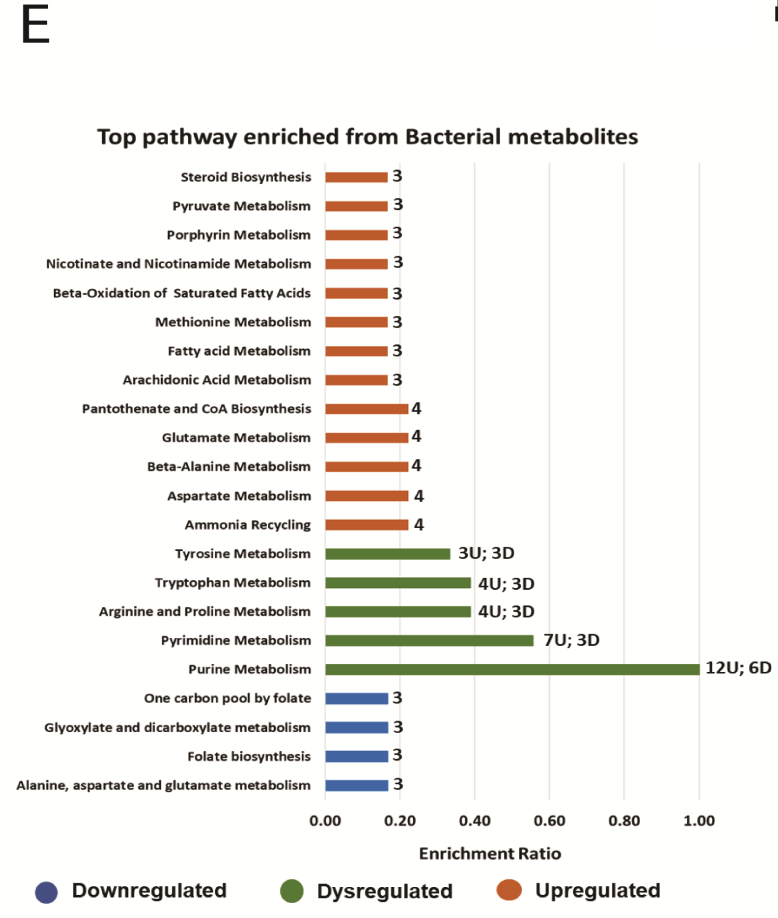 E
Top pathway enriched from Bacterial metabolites
Steroid Biosynthesis 3
Pyruvate Metabolism 3
Porphyrin Metabolism 3
Nicotinate and Nicotinamide Metabolism 3
Beta-Oxidation of Saturated Fatty Acids 3
Methionine Metabolism 3
Fatty acid Metabolism 3
Arachidonic Acid Metabolism 3
Pantothenate and CoA Biosynthesis 4
Glutamate Metabolism 4
Beta-Alanine Metabolism 4
Aspartate Metabolism 4
Ammonia Recycling 4
Tyrosine Metabolism 3U; 3D
Tryptophan Metabolism 4U; 3D
Arginine and Proline Metabolism 4U; 3D
Pyrimidine Metabolism 7U; 3D
Purine Metabolism 12U; 6D
One carbon pool by folate 3
Glyoxylate and dicarboxylate metabolism 3
Folate biosynthesis 3
Alanine, aspartate and glutamate metabolism 3
0.00 0.20 0.40 0.60 0.80 1.00
Enrichment Ratio
Downregulated Dysregulated Upregulated